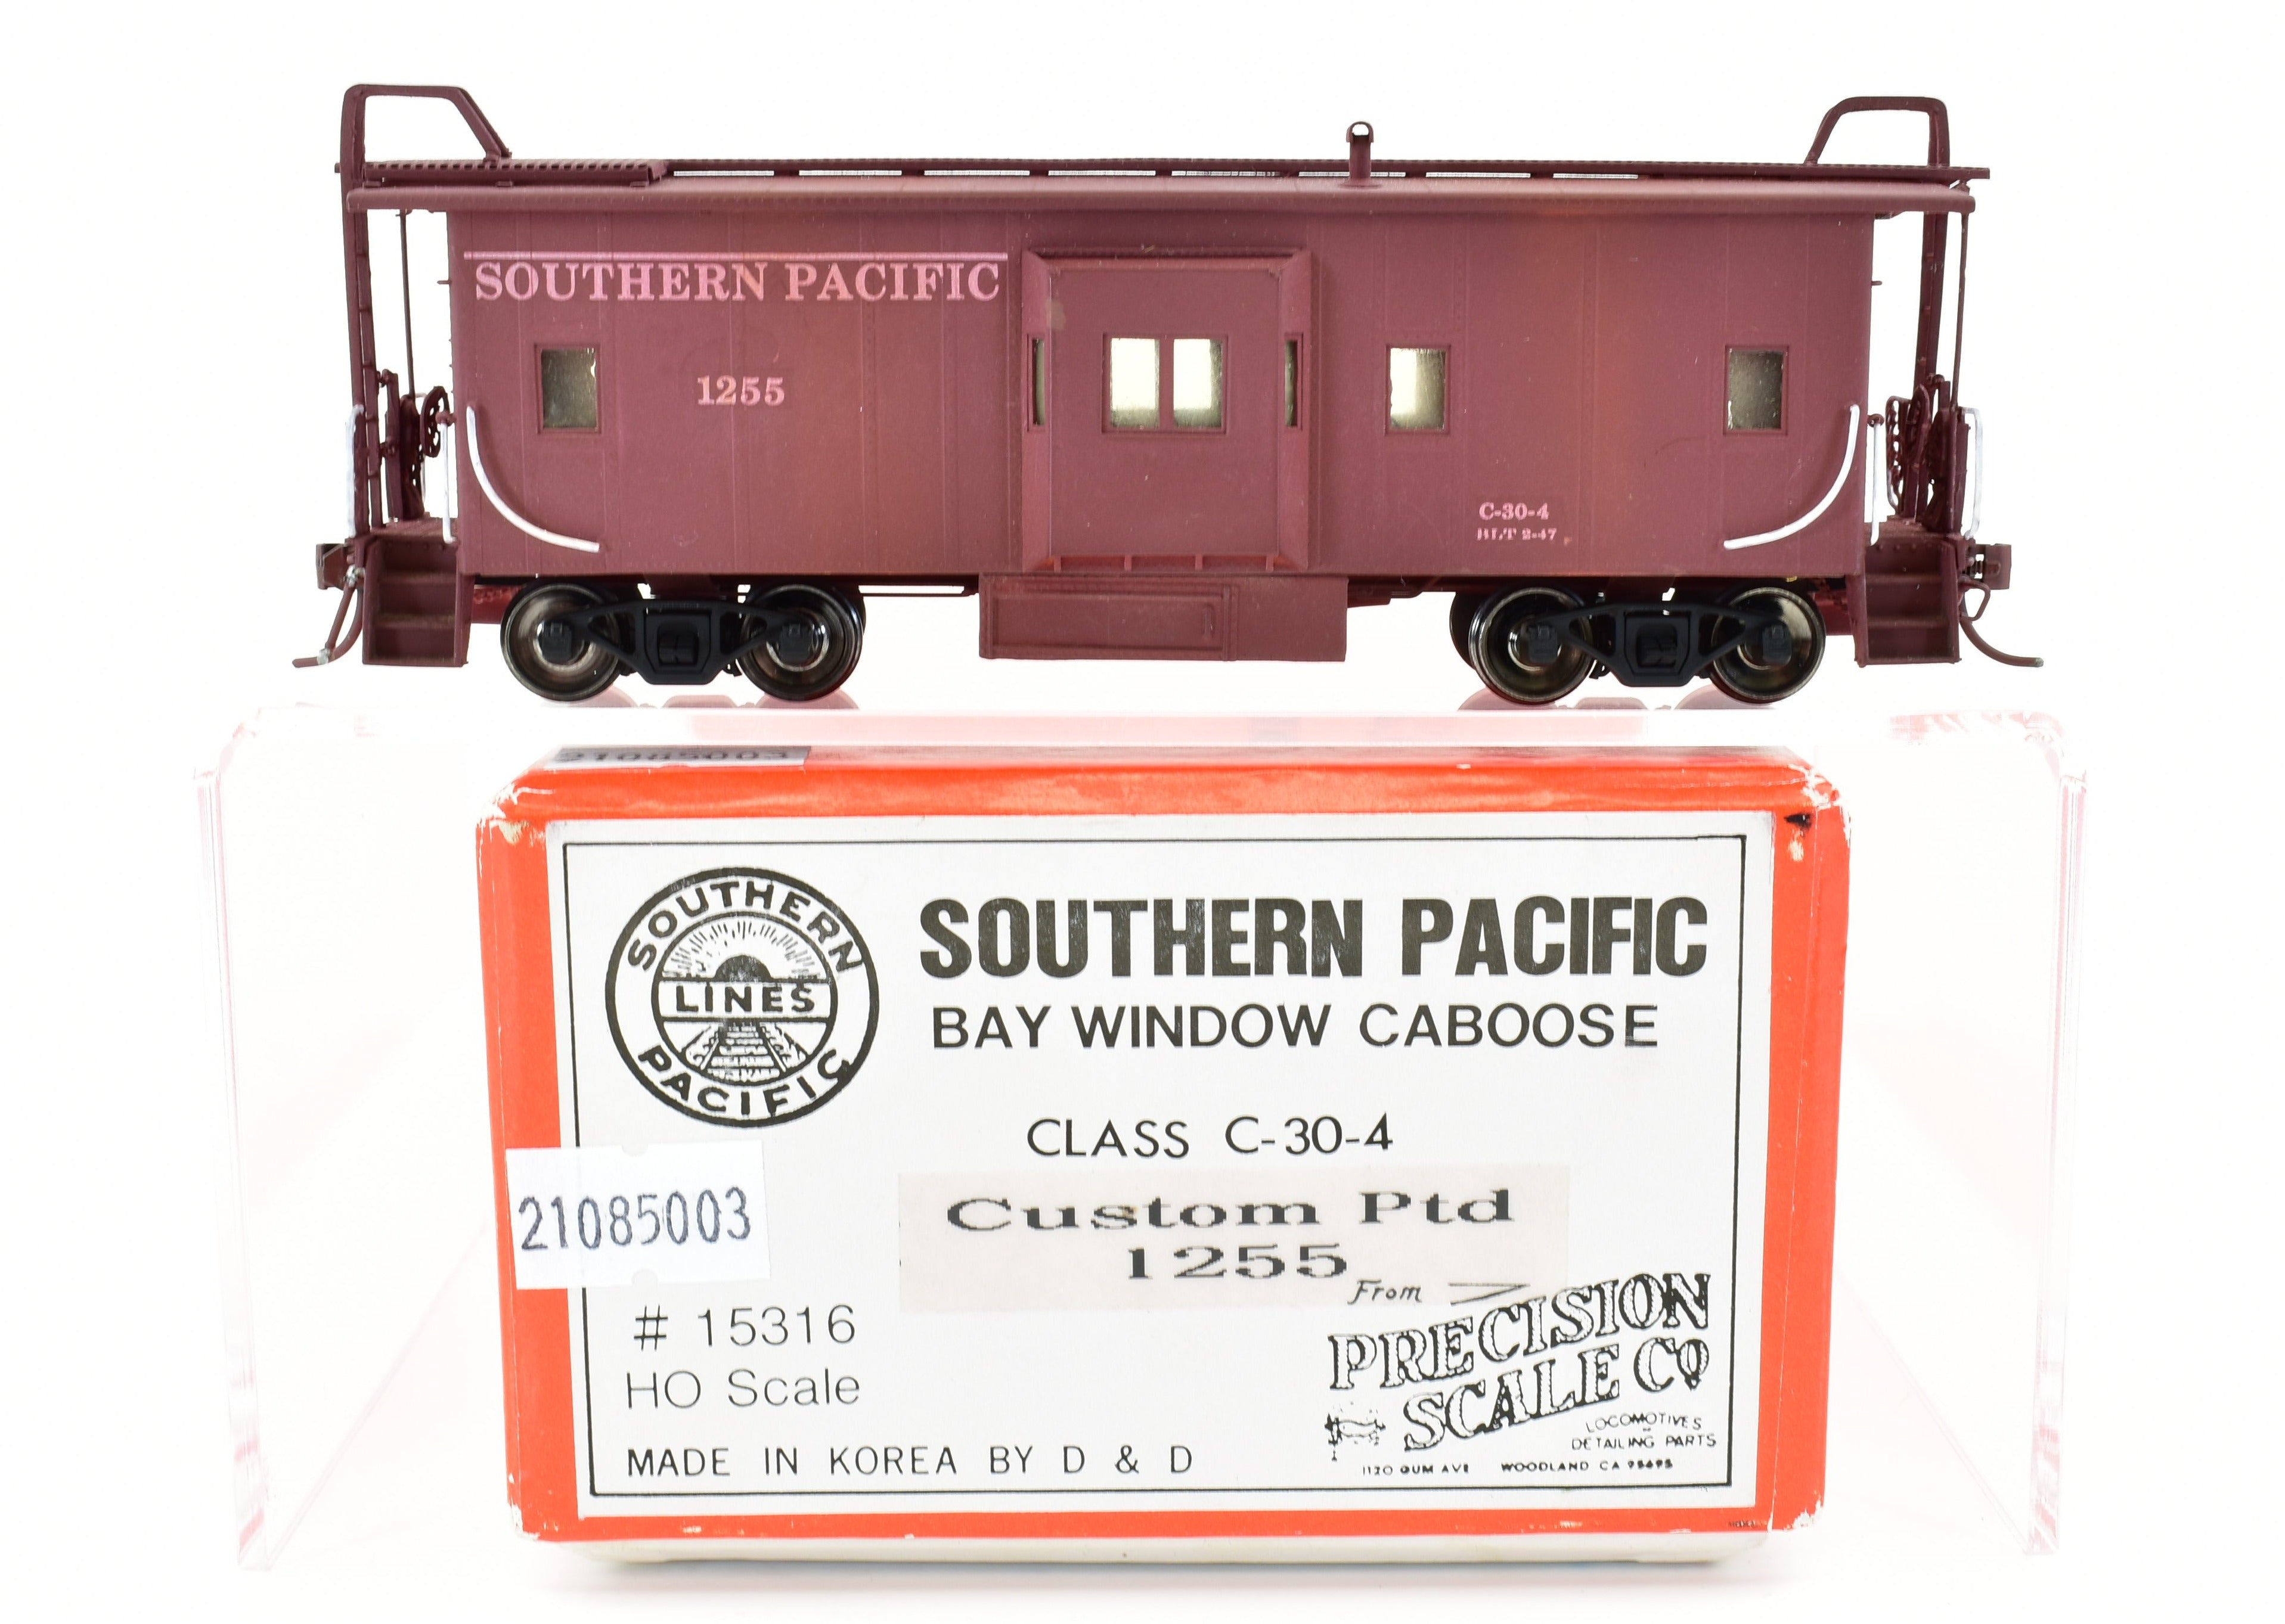 SOUTHERN PACIFIC
1255
C-30-4
BLT 2-47
21085003
SOUTHERN
LINES
PACIFIC
SOUTHERN PACIFIC
BAY WINDOW CABOOSE
CLASS C-30-4
Custom Ptd
1255
21085003
# 15316
HO Scale
MADE IN KOREA BY D & D
From
PRECISION
SCALE CO
LOCOMOTIVES
DETAILING PARTS
1120 GUM AVE WOODLAND CA 95695